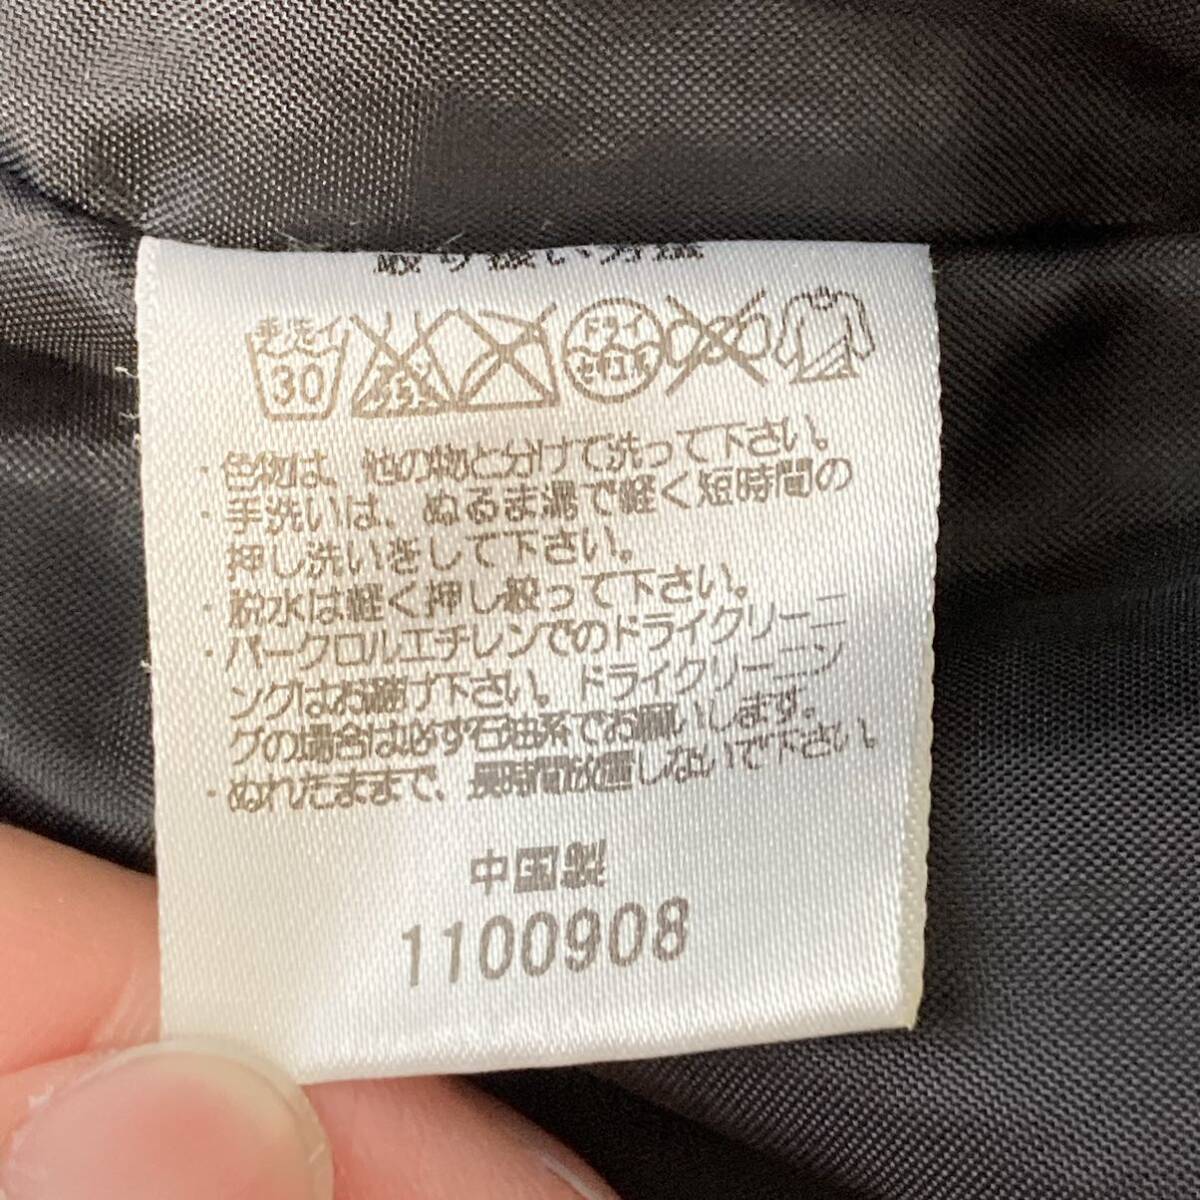 取り扱い方法
手洗イ 30 ドライ セキユ系
・色物は、他の物と分けて洗って下さい。
・手洗いは、ぬるま湯で軽く短時間の
押し洗いをして下さい。
・脱水は軽く押し絞って下さい。
・パークロルエチレンでのドライクリーニ
ングはお避け下さい。ドライクリーニン
グの場合は必ず石油系でお願いします。
・ぬれたままで、長時間放置しないで下さい。
中国製
1100908